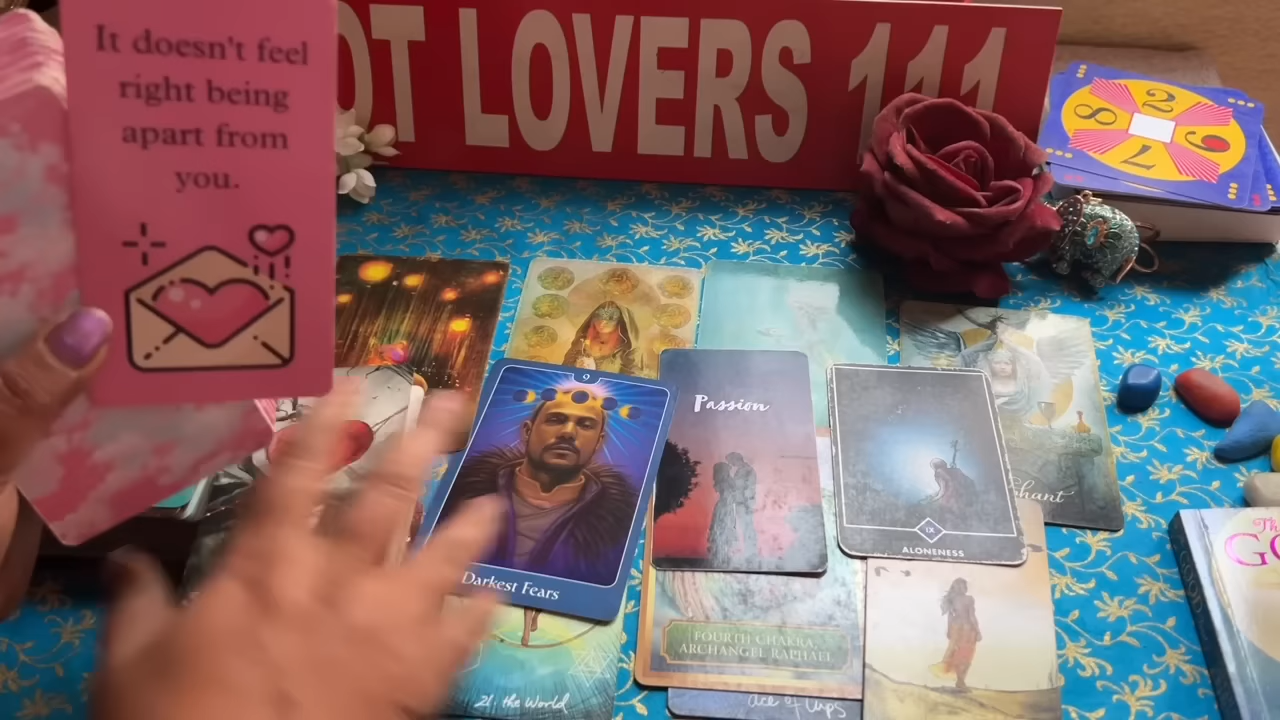 It doesn't feel
right being
apart from
you.
OT LOVERS 111
2
8
6
7
9
Darkest Fears
Passion
IX
ALONENESS
FOURTH CHAKRA,
ARCHANGEL RAPHAEL
21. the World
ace of cups